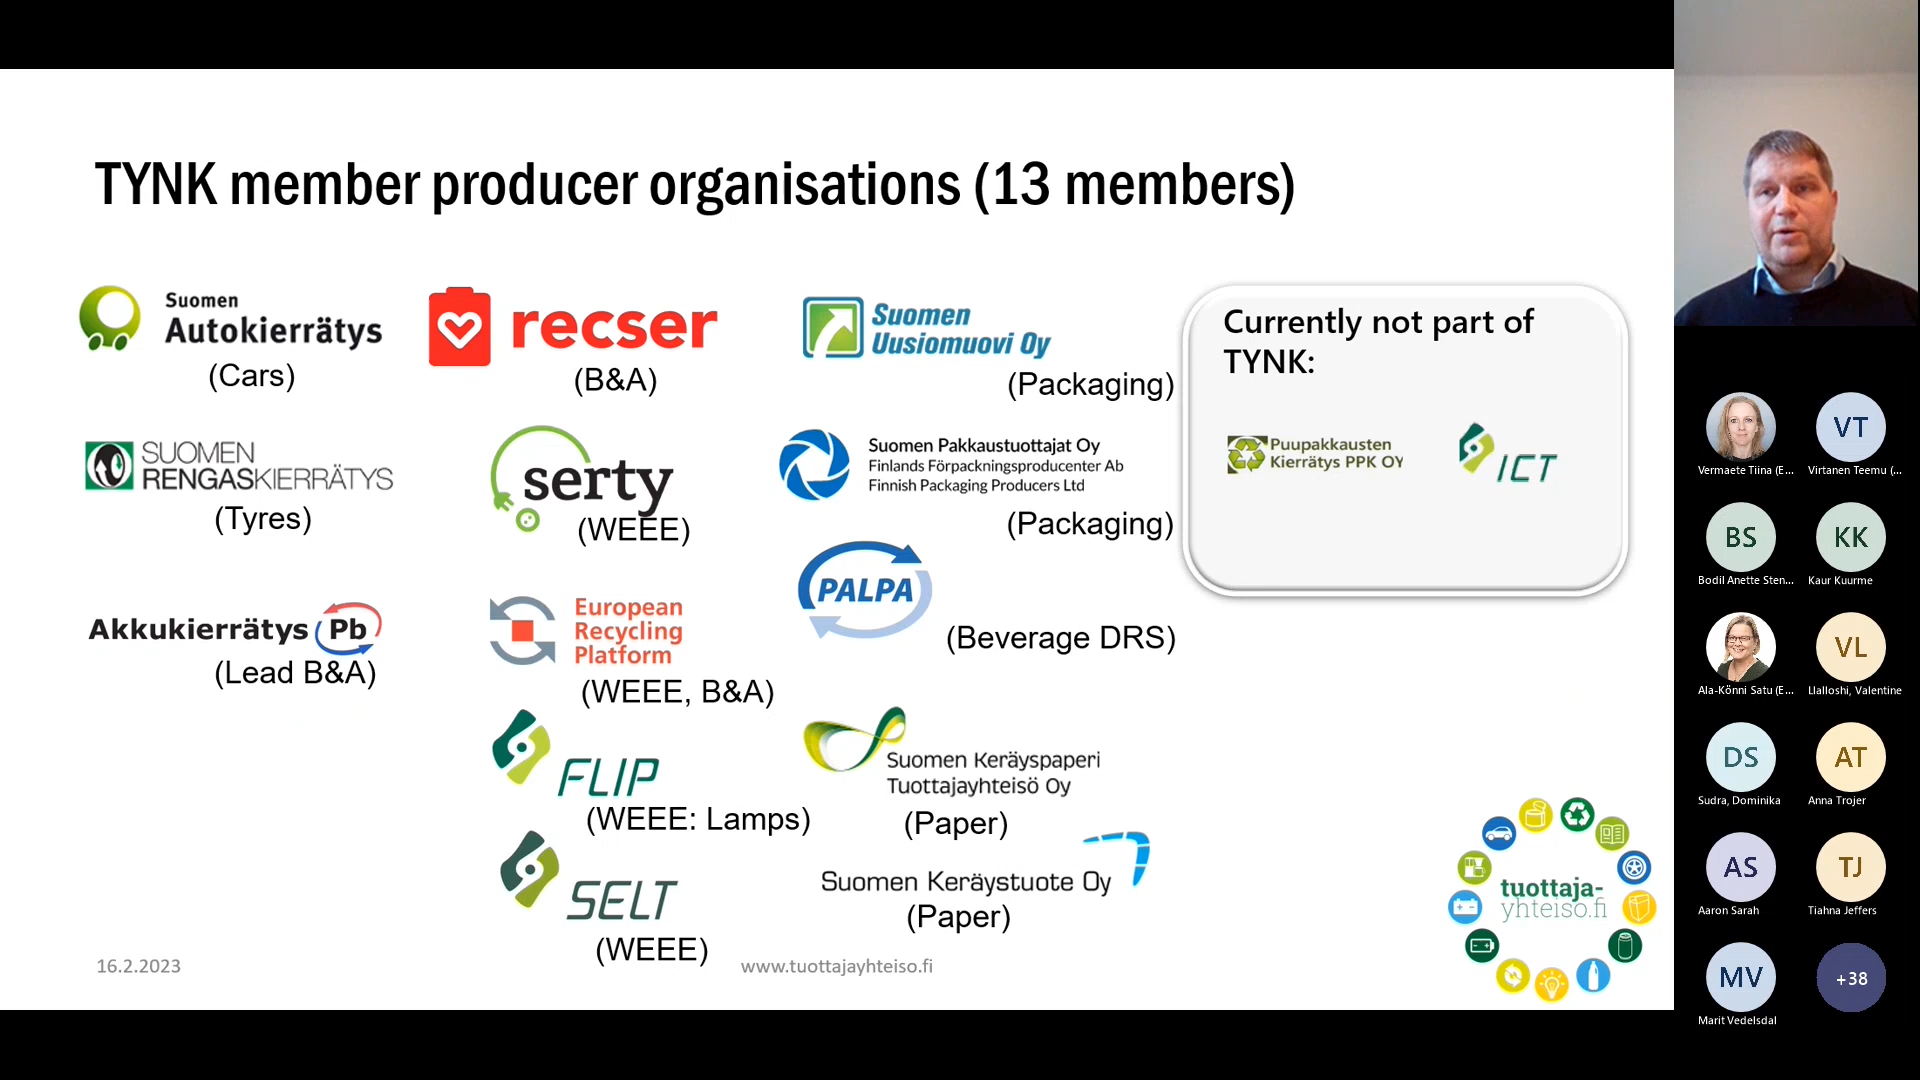 TYNK member producer organisations (13 members)
Suomen
Autokierrätys
(Cars)
SUOMEN
RENGASKIERRÄTYS
(Tyres)
Akkukierrätys Pb
(Lead B&A)
recser
(B&A)
serty
(WEEE)
European
Recycling
Platform
(WEEE, B&A)
FLIP
(WEEE: Lamps)
SELT
(WEEE)
Suomen
Uusiomuovi Oy
(Packaging)
Suomen Pakkaustuottajat Oy
Finlands Förpackningsproducenter Ab
Finnish Packaging Producers Ltd
(Packaging)
PALPA
(Beverage DRS)
Suomen Keräyspaperi
Tuottajayhteisö Oy
(Paper)
Suomen Keräystuote Oy
(Paper)
Currently not part of
TYNK:
Puupakkausten
Kierrätys PPK OY
ICT
tuottaja-
yhteiso.fi
16.2.2023
www.tuottajayhteiso.fi
Vermaete Tiina (E...
VT
Virtanen Teemu (...
BS
Bodil Anette Sten...
KK
Kaur Kuurme
Ala-Könni Satu (E...
VL
Llalloshi, Valentine
DS
Sudra, Dominika
AT
Anna Trojer
AS
Aaron Sarah
TJ
Tiahna Jeffers
MV
Marit Vedelsdal
+38